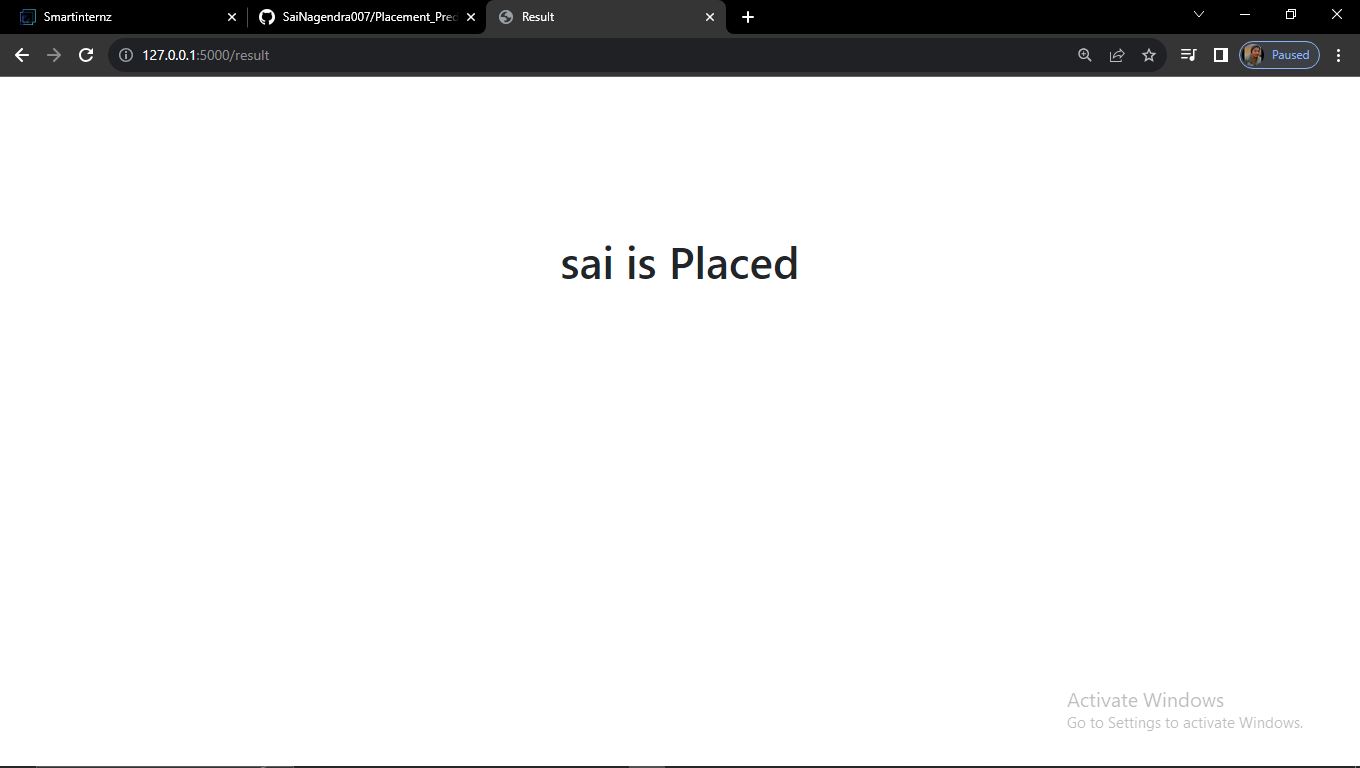 Smartinternz
SaiNagendra007/Placement_Pred
Result
127.0.0.1:5000/result
Paused
sai is Placed
Activate Windows
Go to Settings to activate Windows.